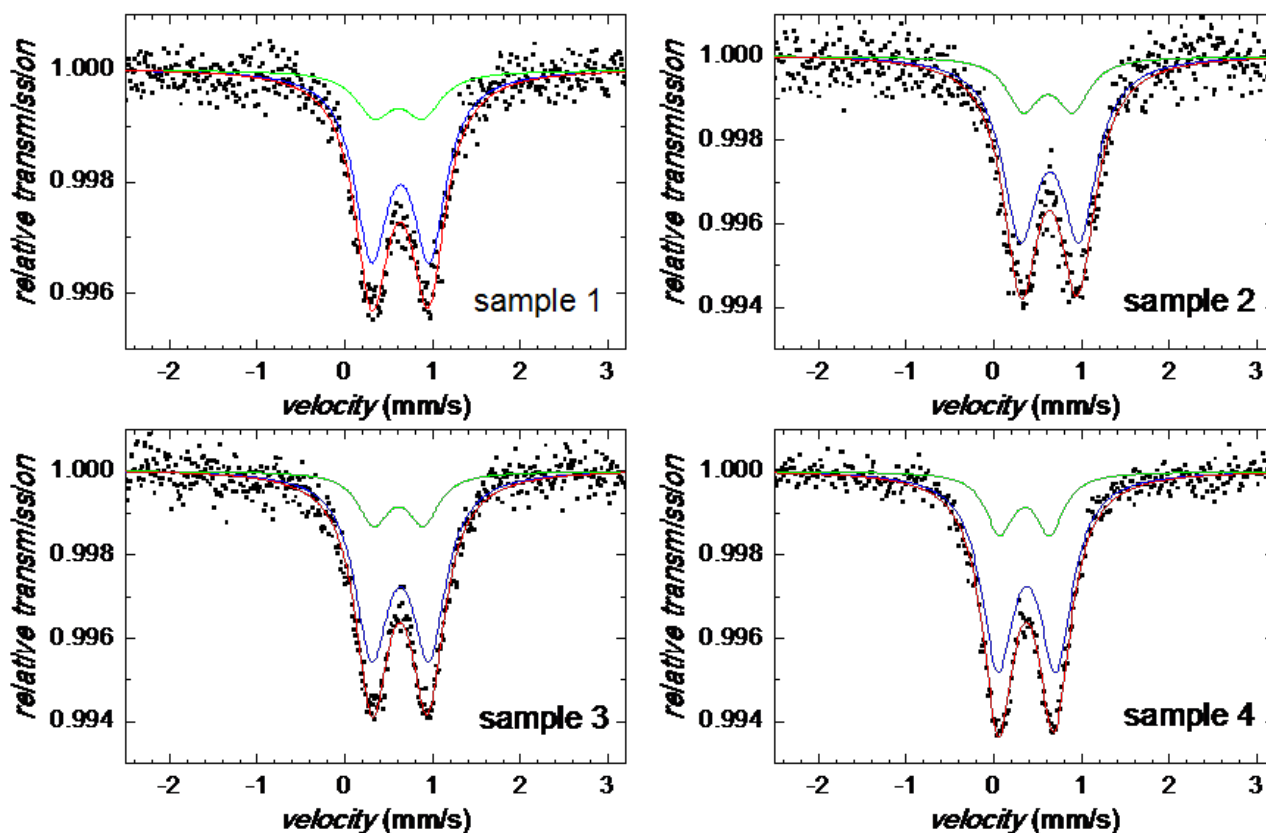 1.000
0.998
0.996
relative transmission
sample 1
-2 -1 0 1 2 3
velocity (mm/s)
1.000
0.998
0.996
0.994
relative transmission
sample 2
-2 -1 0 1 2 3
velocity (mm/s)
1.000
0.998
0.996
0.994
relative transmission
sample 3
-2 -1 0 1 2 3
velocity (mm/s)
1.000
0.998
0.996
0.994
relative transmission
sample 4
-2 -1 0 1 2 3
velocity (mm/s)